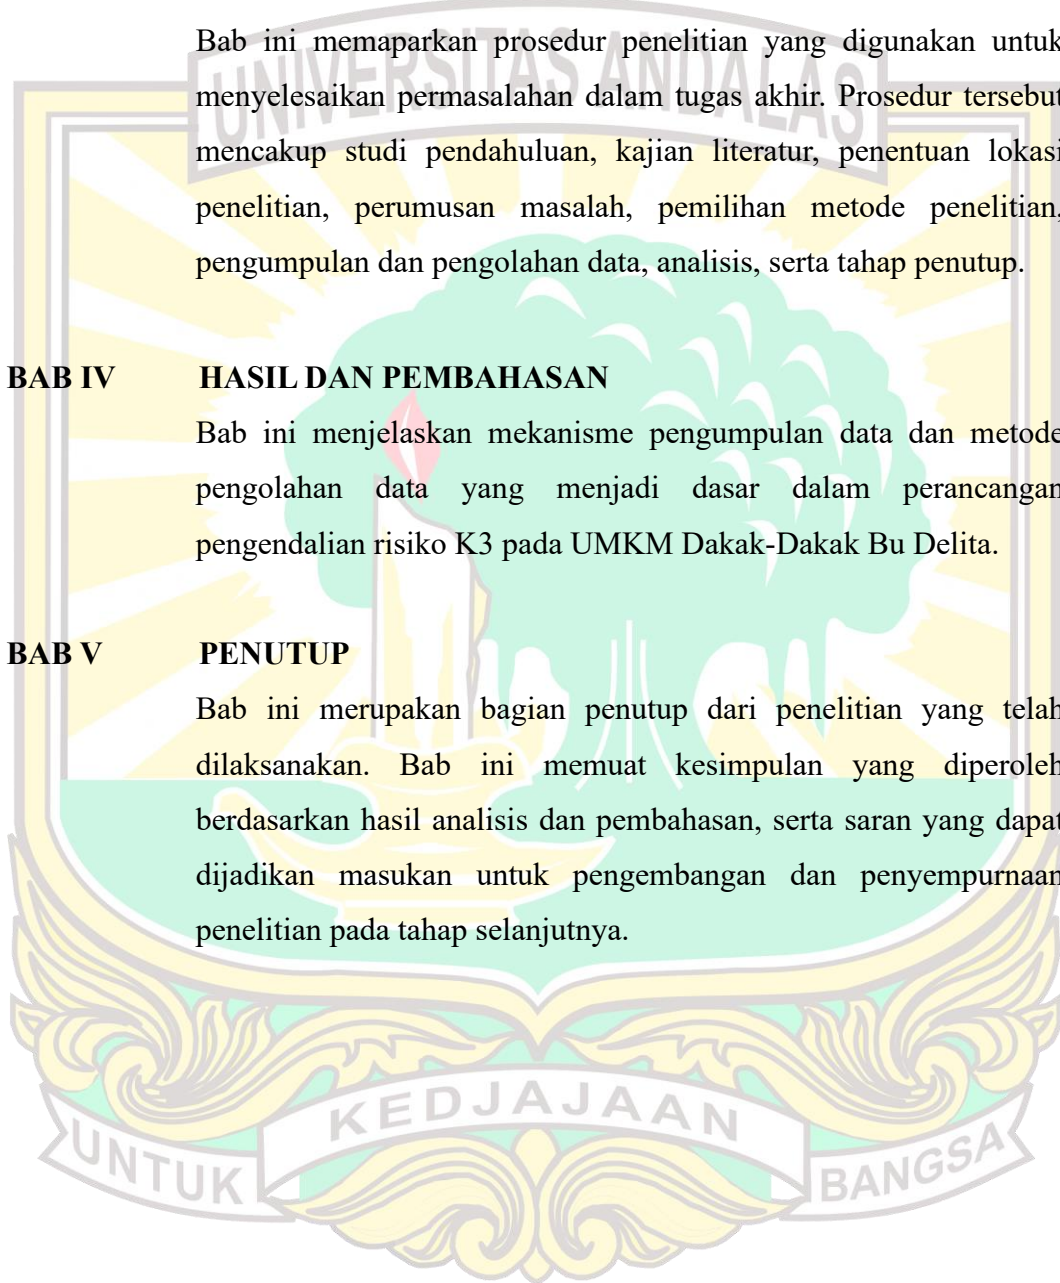 UNIVERSITAS ANDALAS
Bab ini memaparkan prosedur penelitian yang digunakan untuk
menyelesaikan permasalahan dalam tugas akhir. Prosedur tersebut
mencakup studi pendahuluan, kajian literatur, penentuan lokasi
penelitian, perumusan masalah, pemilihan metode penelitian,
pengumpulan dan pengolahan data, analisis, serta tahap penutup.
BAB IV HASIL DAN PEMBAHASAN
Bab ini menjelaskan mekanisme pengumpulan data dan metode
pengolahan data yang menjadi dasar dalam perancangan
pengendalian risiko K3 pada UMKM Dakak-Dakak Bu Delita.
BAB V PENUTUP
Bab ini merupakan bagian penutup dari penelitian yang telah
dilaksanakan. Bab ini memuat kesimpulan yang diperoleh
berdasarkan hasil analisis dan pembahasan, serta saran yang dapat
dijadikan masukan untuk pengembangan dan penyempurnaan
penelitian pada tahap selanjutnya.
UNTUK KEDJAJAAN BANGSA